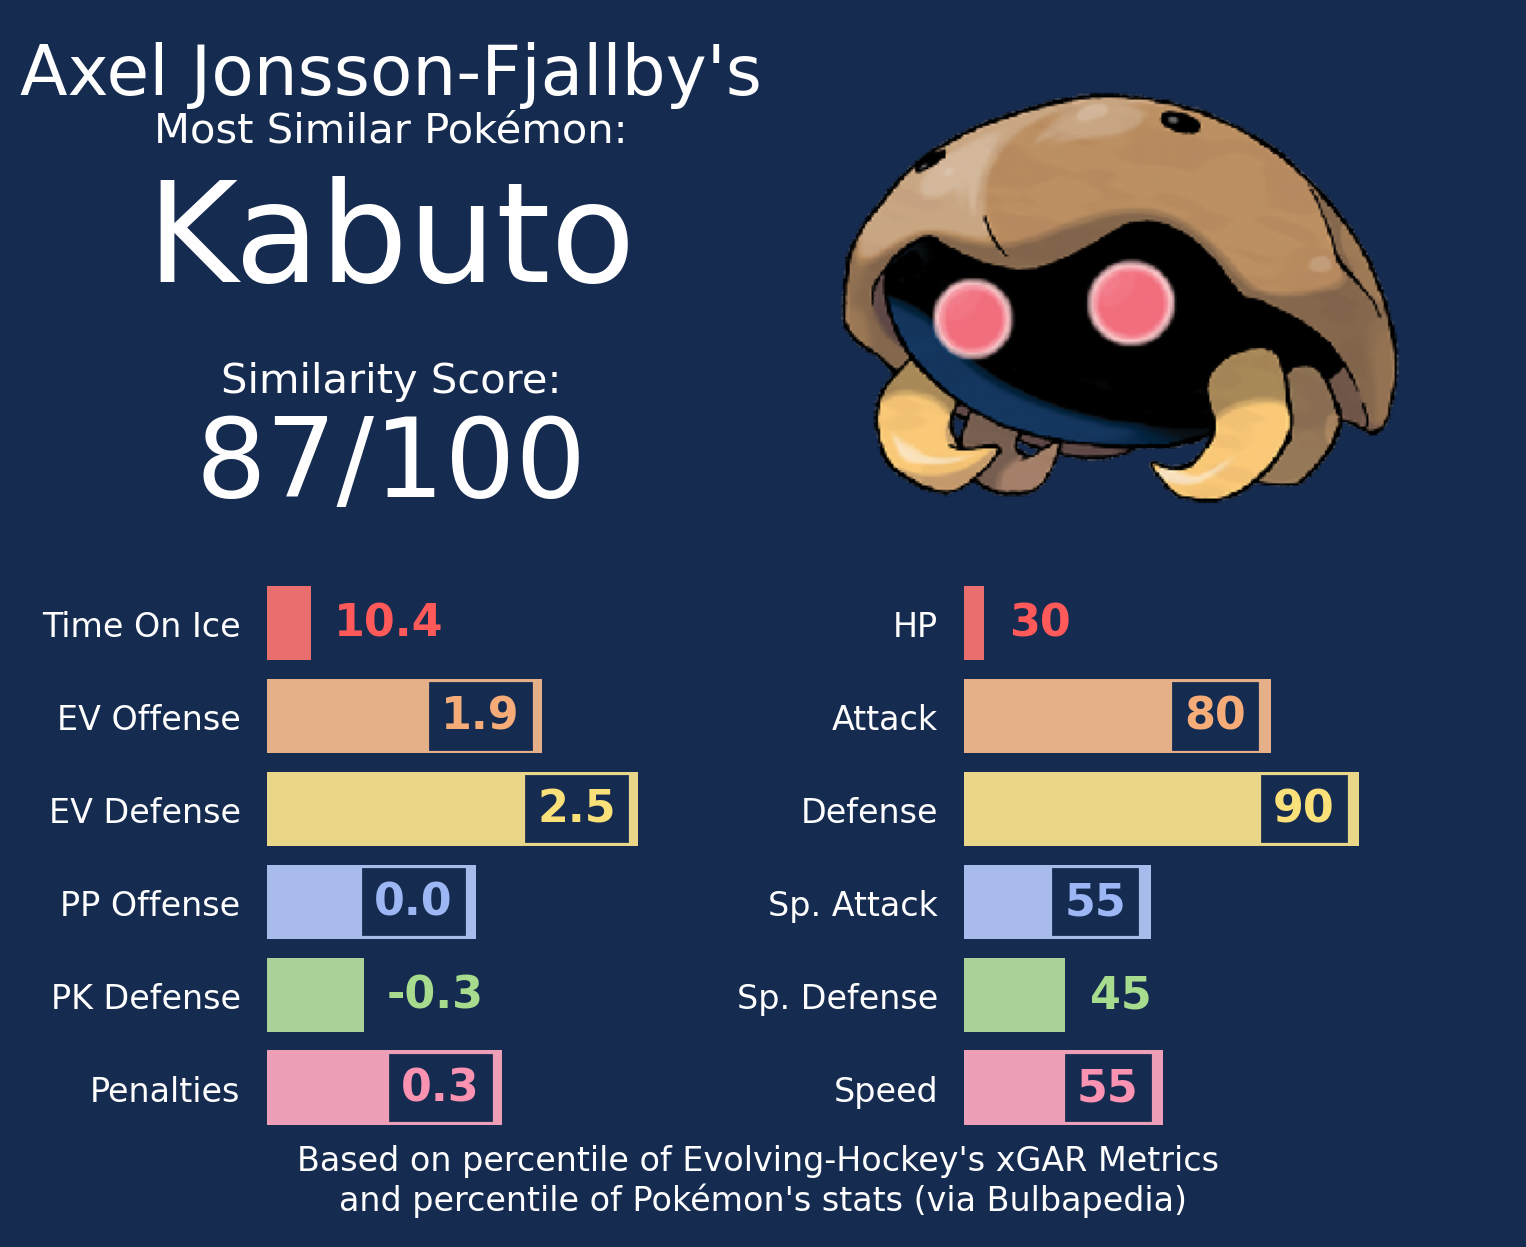 Axel Jonsson-Fjallby's
Most Similar Pokémon:
Kabuto
Similarity Score:
87/100
Time On Ice 10.4
EV Offense 1.9
EV Defense 2.5
PP Offense 0.0
PK Defense -0.3
Penalties 0.3
HP 30
Attack 80
Defense 90
Sp. Attack 55
Sp. Defense 45
Speed 55
Based on percentile of Evolving-Hockey's xGAR Metrics
and percentile of Pokémon's stats (via Bulbapedia)